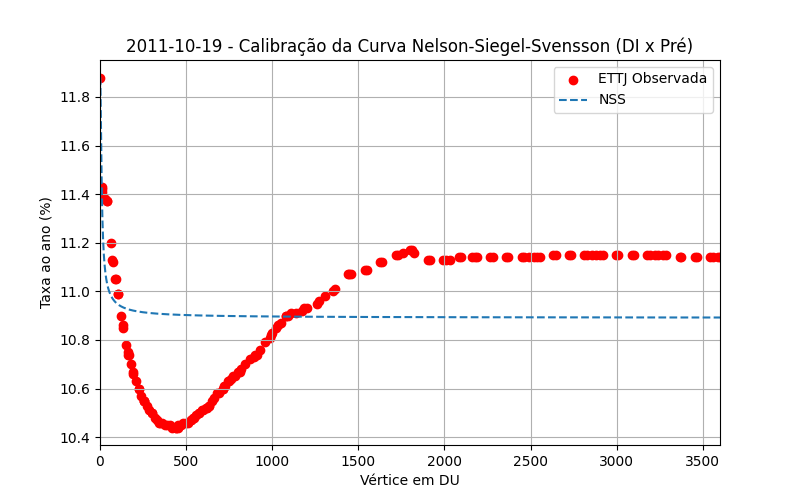 2011-10-19 - Calibração da Curva Nelson-Siegel-Svensson (DI x Pré)
ETTJ Observada
NSS
Taxa ao ano (%)
11.8
11.6
11.4
11.2
11.0
10.8
10.6
10.4
0 500 1000 1500 2000 2500 3000 3500
Vértice em DU